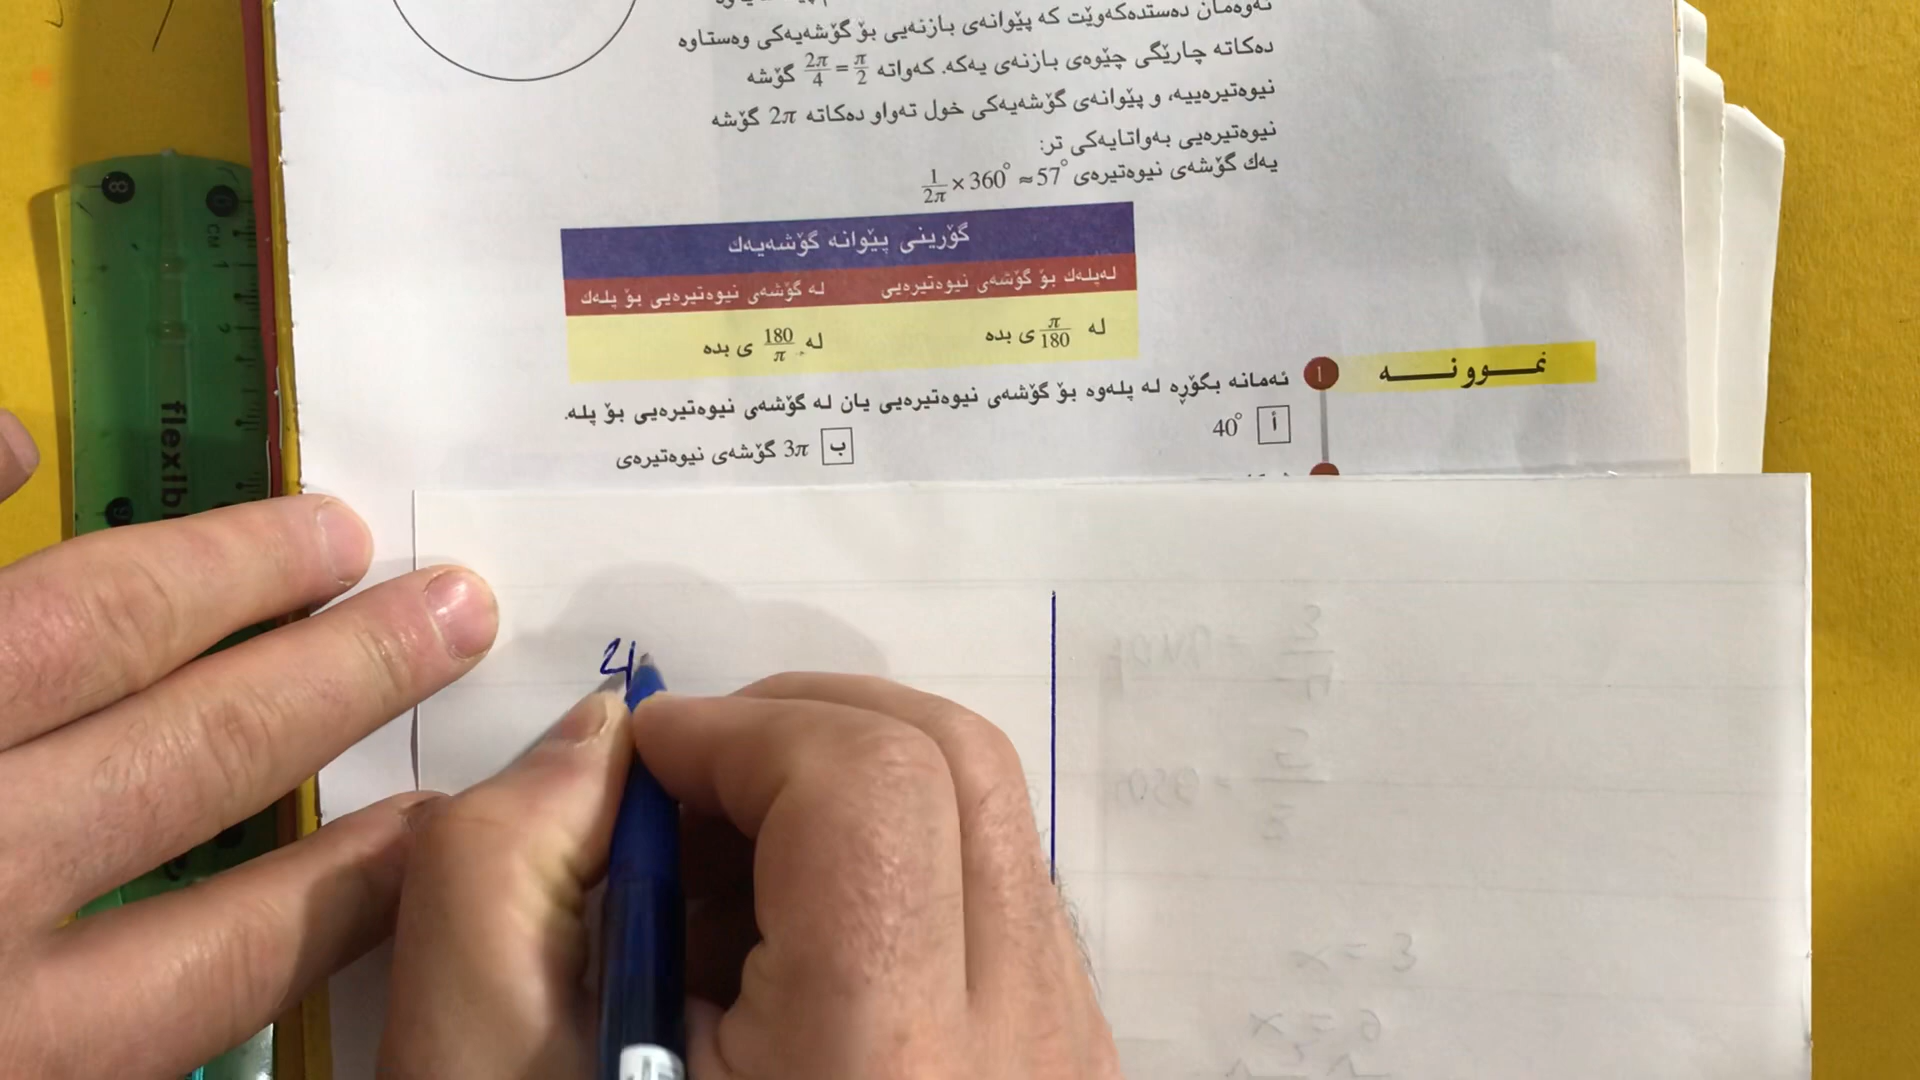 نەوەمان دەستدەکەوێت کە پێوانەی بازنەیی بۆ گۆشەیەکی وەستاوە
دەکاتە چارێگی چێوەی بازنەی یەکە. کەواتە 2π/4 = π/2 گۆشە
نیوەتیرەییە، و پێوانەی گۆشەیەکی خول تەواو دەکاتە 2π گۆشە
نیوەتیرەیی بەواتایەکی تر:
یەك گۆشەی نیوەتیرەی 1/2π × 360° ≈ 57°
گۆڕینی پێوانە گۆشەیەك
لەپلەك بۆ گۆشەی نیوەتیرەیی
لە گۆشەی نیوەتیرەیی بۆ پلەك
لە π/180 ی بدە
لە 180/π ی بدە
نموونە
1 ئەمانە بگۆڕە لە پلەوە بۆ گۆشەی نیوەتیرەیی یان لە گۆشەی نیوەتیرەیی بۆ پلە.
أ 40°
ب 3π گۆشەی نیوەتیرەی
4
flexib
CM